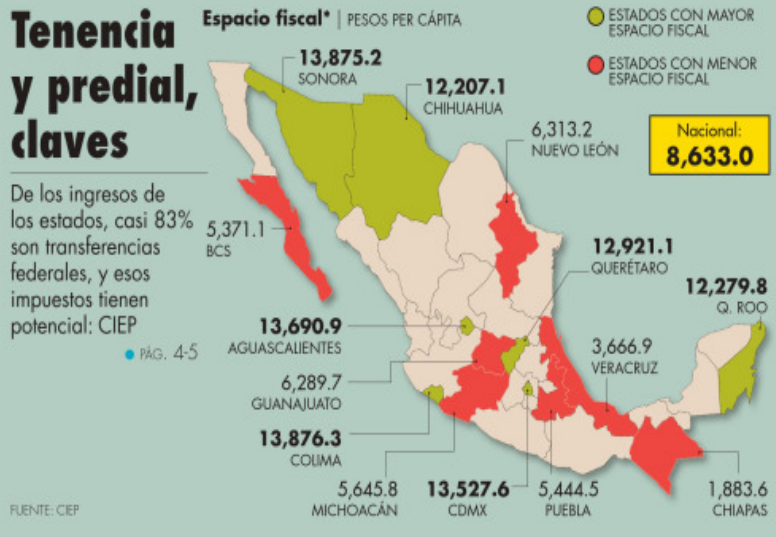 Tenencia
y predial,
claves
De los ingresos de
los estados, casi 83%
son transferencias
federales, y esos
impuestos tienen
potencial: CIEP
PÁG. 4-5
Espacio fiscal* | PESOS PER CÁPITA
ESTADOS CON MAYOR
ESPACIO FISCAL
ESTADOS CON MENOR
ESPACIO FISCAL
Nacional:
8,633.0
13,875.2
SONORA
12,207.1
CHIHUAHUA
6,313.2
NUEVO LEÓN
5,371.1
BCS
12,921.1
QUERÉTARO
12,279.8
Q. ROO
13,690.9
AGUASCALIENTES
3,666.9
VERACRUZ
6,289.7
GUANAJUATO
13,876.3
COLIMA
5,645.8
MICHOACÁN
13,527.6
CDMX
5,444.5
PUEBLA
1,883.6
CHIAPAS
FUENTE: CIEP